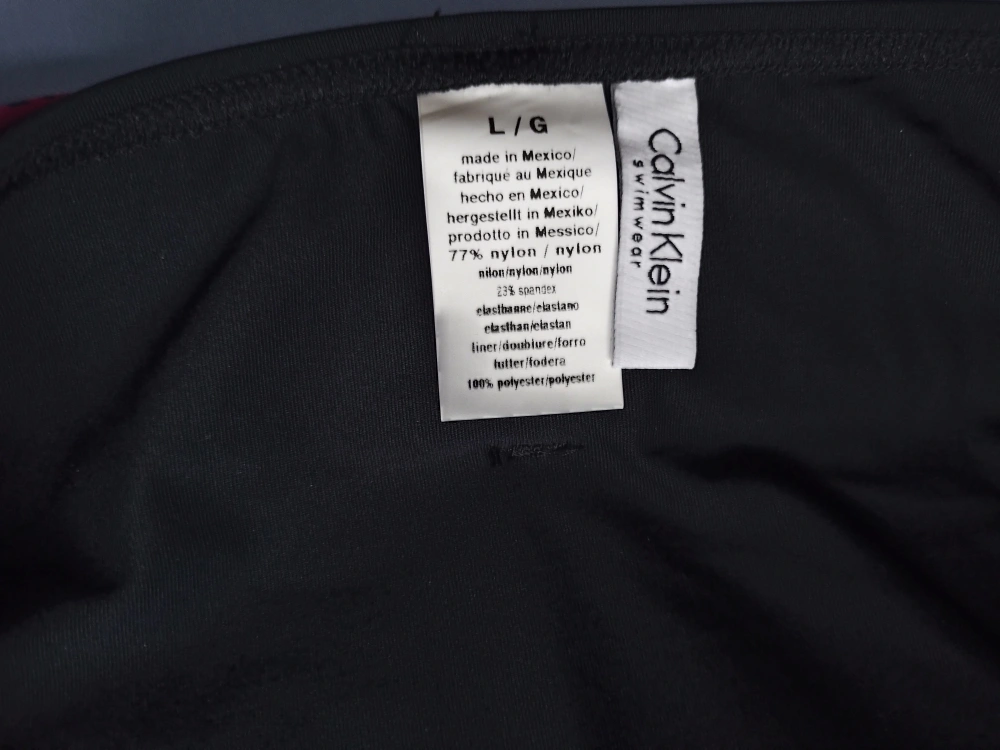 L / G
made in Mexico/
fabriqué au Mexique
hecho en Mexico/
hergestellt in Mexiko/
prodotto in Messico/
77% nylon / nylon
nilon/nylon/nylon
23% spandex
elasthanne/elastano
elasthan/elastan
liner/doublure/forro
futter/fodera
100% polyester/polyester
Calvin Klein
swimwear